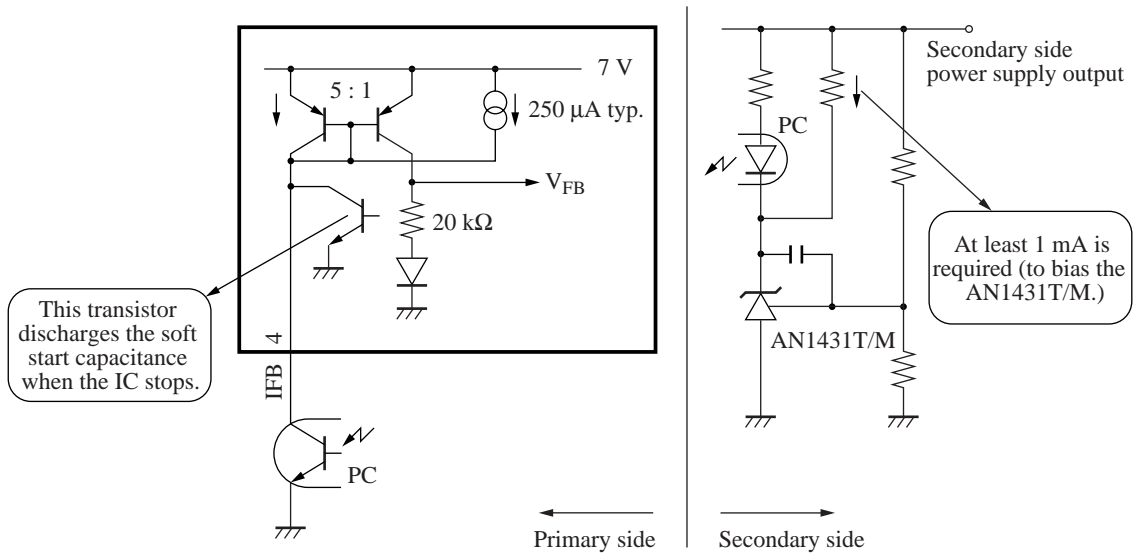 7 V
5 : 1
250 μA typ.
V_FB
20 kΩ
This transistor
discharges the soft
start capacitance
when the IC stops.
4
IFB
PC
Primary side
Secondary side
power supply output
PC
At least 1 mA is
required (to bias the
AN1431T/M.)
AN1431T/M
Secondary side